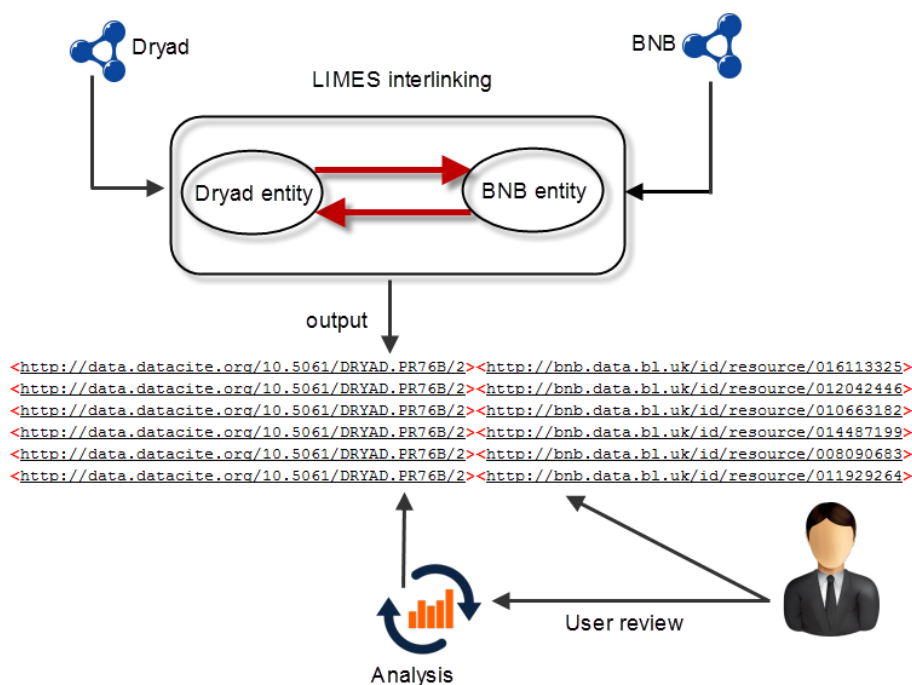 Dryad
BNB
LIMES interlinking
Dryad entity
BNB entity
output
<http://data.datacite.org/10.5061/DRYAD.PR76B/2><http://bnb.data.bl.uk/id/resource/016113325>
<http://data.datacite.org/10.5061/DRYAD.PR76B/2><http://bnb.data.bl.uk/id/resource/012042446>
<http://data.datacite.org/10.5061/DRYAD.PR76B/2><http://bnb.data.bl.uk/id/resource/010663182>
<http://data.datacite.org/10.5061/DRYAD.PR76B/2><http://bnb.data.bl.uk/id/resource/014487199>
<http://data.datacite.org/10.5061/DRYAD.PR76B/2><http://bnb.data.bl.uk/id/resource/008090683>
<http://data.datacite.org/10.5061/DRYAD.PR76B/2><http://bnb.data.bl.uk/id/resource/011929264>
User review
Analysis